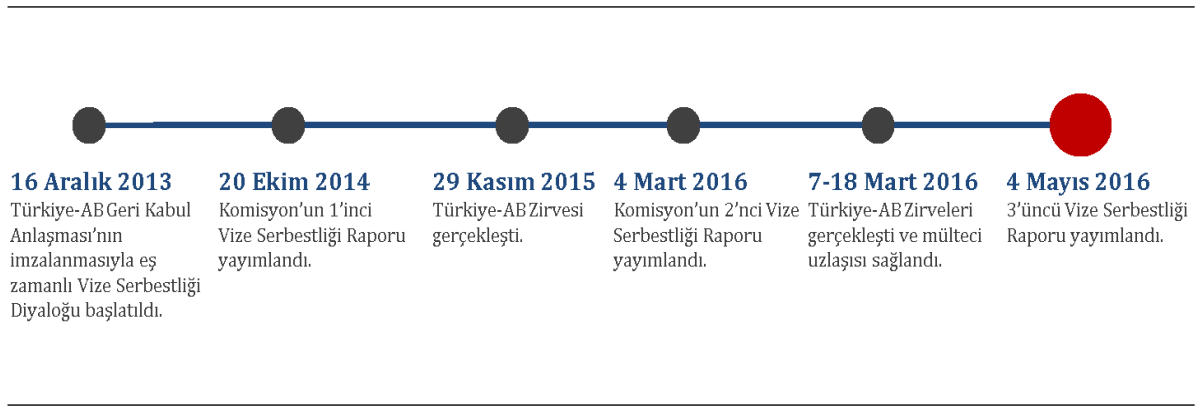 16 Aralık 2013
Türkiye-AB Geri Kabul
Anlaşması’nın
imzalanmasıyla eş
zamanlı Vize Serbestliği
Diyaloğu başlatıldı.
20 Ekim 2014
Komisyon’un 1’inci
Vize Serbestliği Raporu
yayımlandı.
29 Kasım 2015
Türkiye-AB Zirvesi
gerçekleşti.
4 Mart 2016
Komisyon’un 2’nci Vize
Serbestliği Raporu
yayımlandı.
7-18 Mart 2016
Türkiye-AB Zirveleri
gerçekleşti ve mülteci
uzlaşısı sağlandı.
4 Mayıs 2016
3’üncü Vize Serbestliği
Raporu yayımlandı.